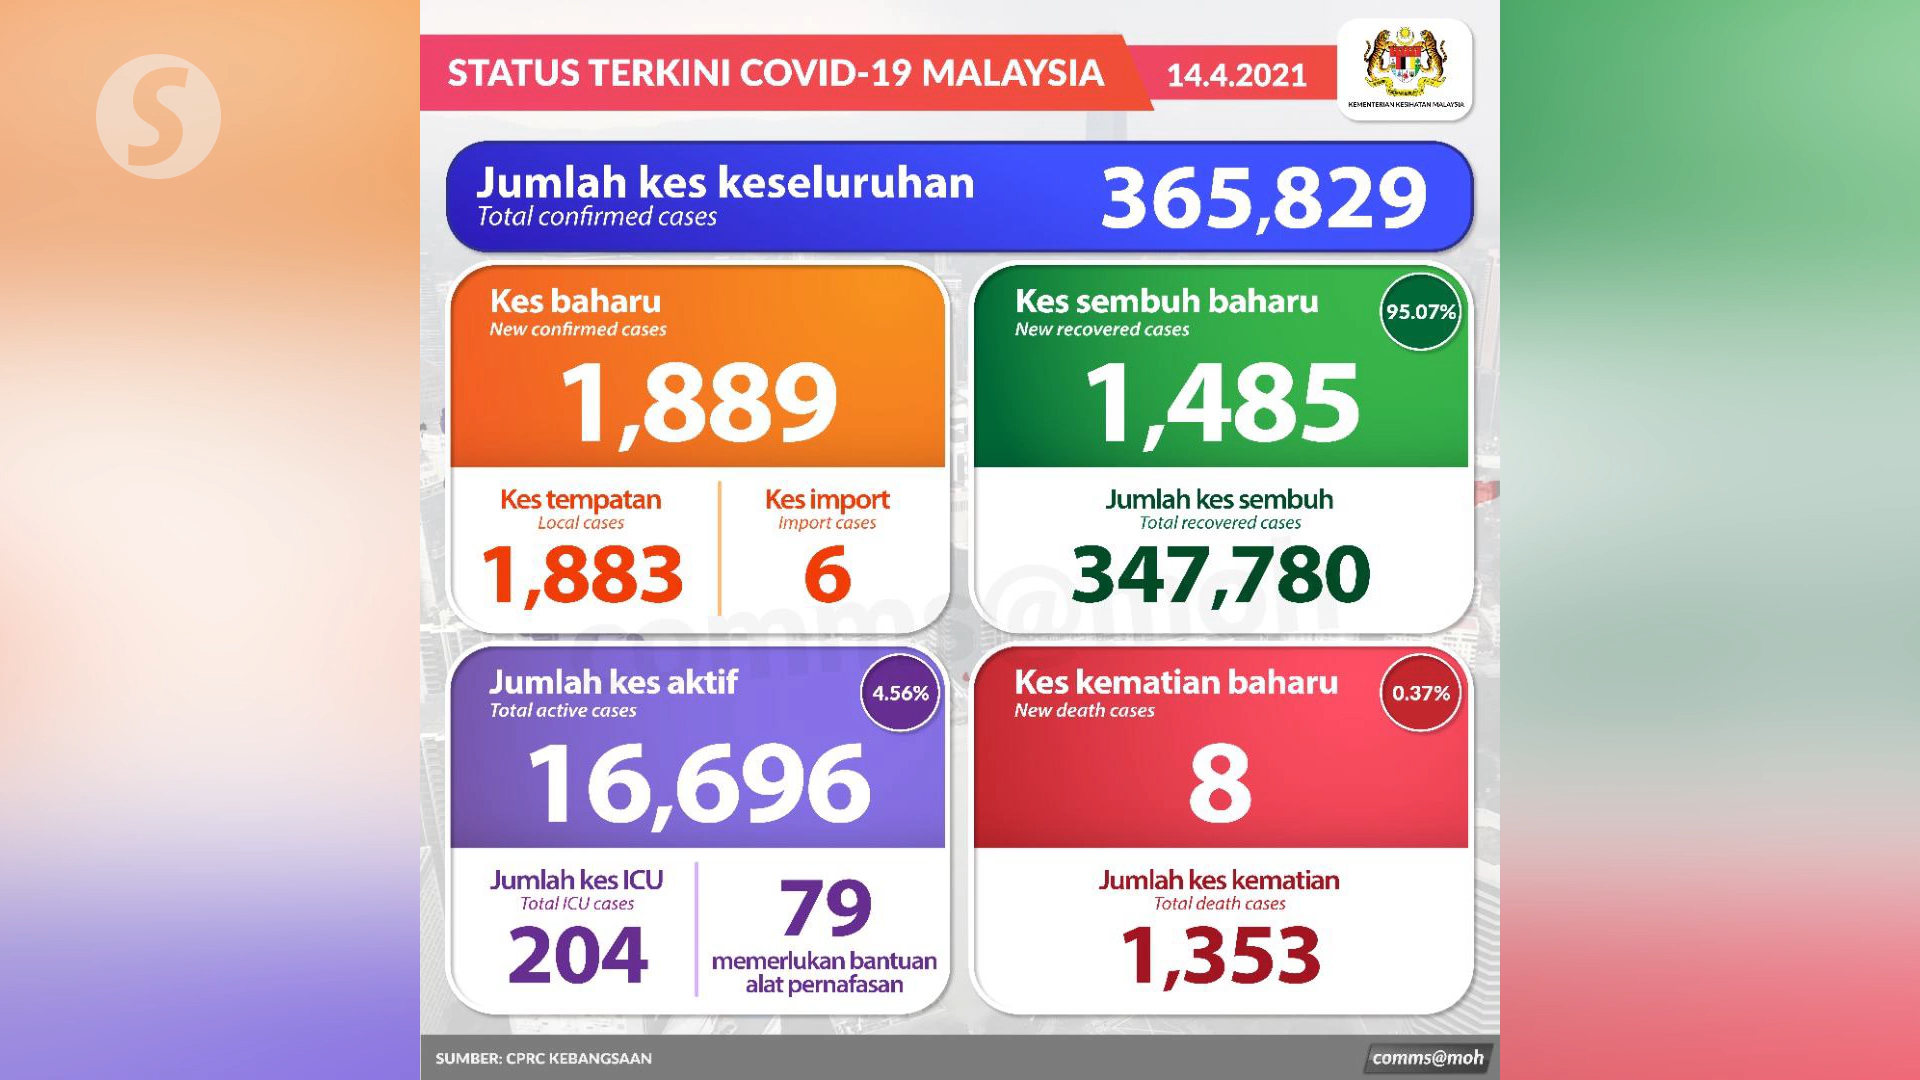 S
STATUS TERKINI COVID-19 MALAYSIA
14.4.2021
KEMENTERIAN KESIHATAN MALAYSIA
Jumlah kes keseluruhan
Total confirmed cases
365,829
Kes baharu
New confirmed cases
1,889
Kes tempatan
Local cases
1,883
Kes import
Import cases
6
Kes sembuh baharu
New recovered cases
95.07%
1,485
Jumlah kes sembuh
Total recovered cases
347,780
comms@moh
Jumlah kes aktif
Total active cases
4.56%
16,696
Jumlah kes ICU
Total ICU cases
204
79
memerlukan bantuan
alat pernafasan
Kes kematian baharu
New death cases
0.37%
8
Jumlah kes kematian
Total death cases
1,353
SUMBER: CPRC KEBANGSAAN
comms@moh